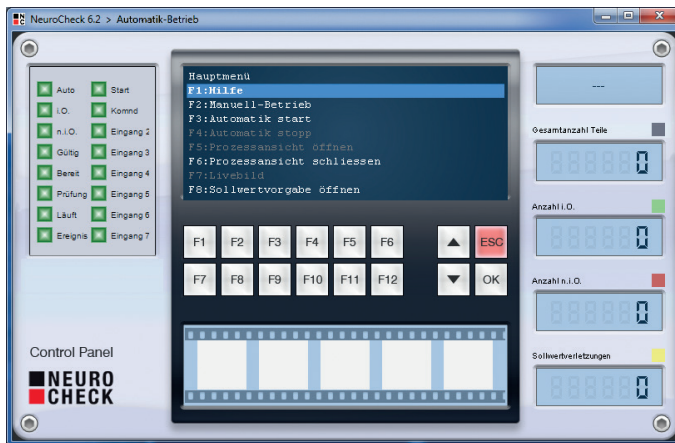 NeuroCheck 6.2 > Automatik-Betrieb
Auto Start
i.O. Komnd
n.i.O. Eingang 2
Gültig Eingang 3
Bereit Eingang 4
Prüfung Eingang 5
Läuft Eingang 6
Ereignis Eingang 7
Hauptmenü
F1:Hilfe
F2:Manuell-Betrieb
F3:Automatik start
F4:Automatik stopp
F5:Prozessansicht öffnen
F6:Prozessansicht schliessen
F7:Livebild
F8:Sollwertvorgabe öffnen
F1 F2 F3 F4 F5 F6 ▲ ESC
F7 F8 F9 F10 F11 F12 ▼ OK
---
Gesamtanzahl Teile
0
Anzahl i.O.
0
Anzahl n.i.O.
0
Sollwertverletzungen
0
Control Panel
NEURO
CHECK